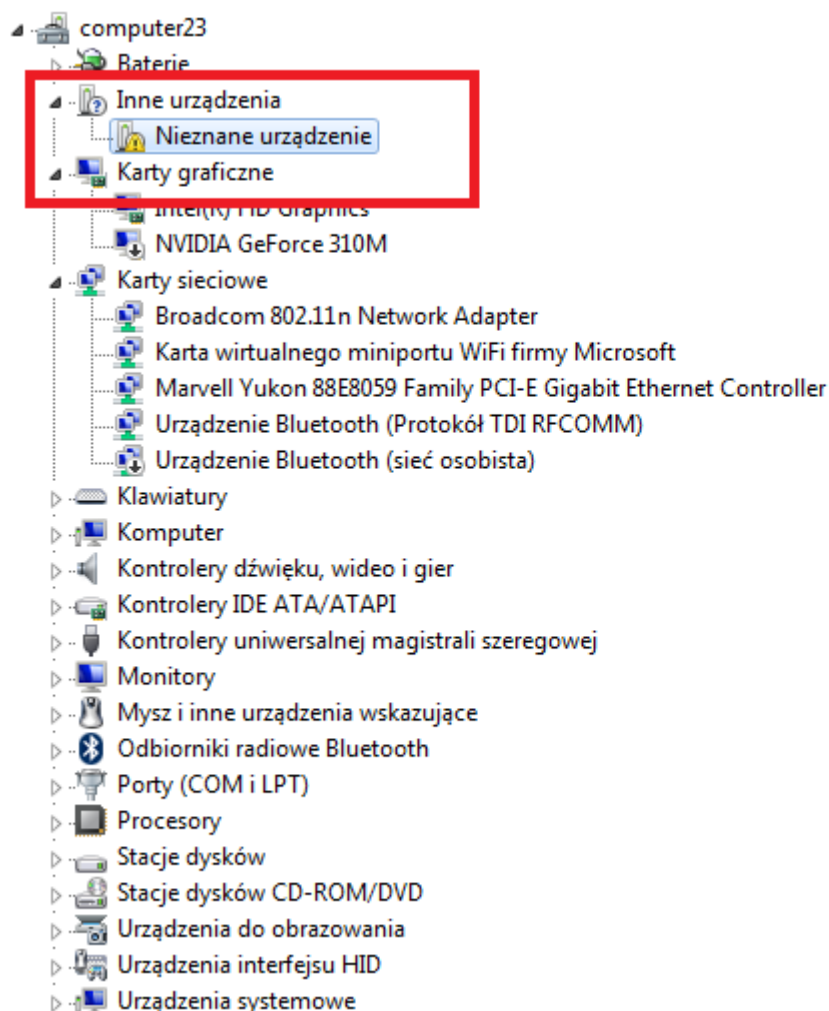 computer23
Baterie
Inne urządzenia
Nieznane urządzenie
Karty graficzne
Intel(R) HD Graphics
NVIDIA GeForce 310M
Karty sieciowe
Broadcom 802.11n Network Adapter
Karta wirtualnego miniportu WiFi firmy Microsoft
Marvell Yukon 88E8059 Family PCI-E Gigabit Ethernet Controller
Urządzenie Bluetooth (Protokół TDI RFCOMM)
Urządzenie Bluetooth (sieć osobista)
Klawiatury
Komputer
Kontrolery dźwięku, wideo i gier
Kontrolery IDE ATA/ATAPI
Kontrolery uniwersalnej magistrali szeregowej
Monitory
Mysz i inne urządzenia wskazujące
Odbiorniki radiowe Bluetooth
Porty (COM i LPT)
Procesory
Stacje dysków
Stacje dysków CD-ROM/DVD
Urządzenia do obrazowania
Urządzenia interfejsu HID
Urządzenia systemowe